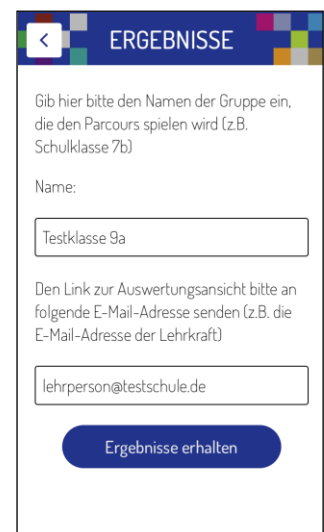 ERGEBNISSE
Gib hier bitte den Namen der Gruppe ein,
die den Parcours spielen wird (z.B.
Schulklasse 7b)
Name:
Testklasse 9a
Den Link zur Auswertungsansicht bitte an
folgende E-Mail-Adresse senden (z.B. die
E-Mail-Adresse der Lehrkraft)
lehrperson@testschule.de
Ergebnisse erhalten